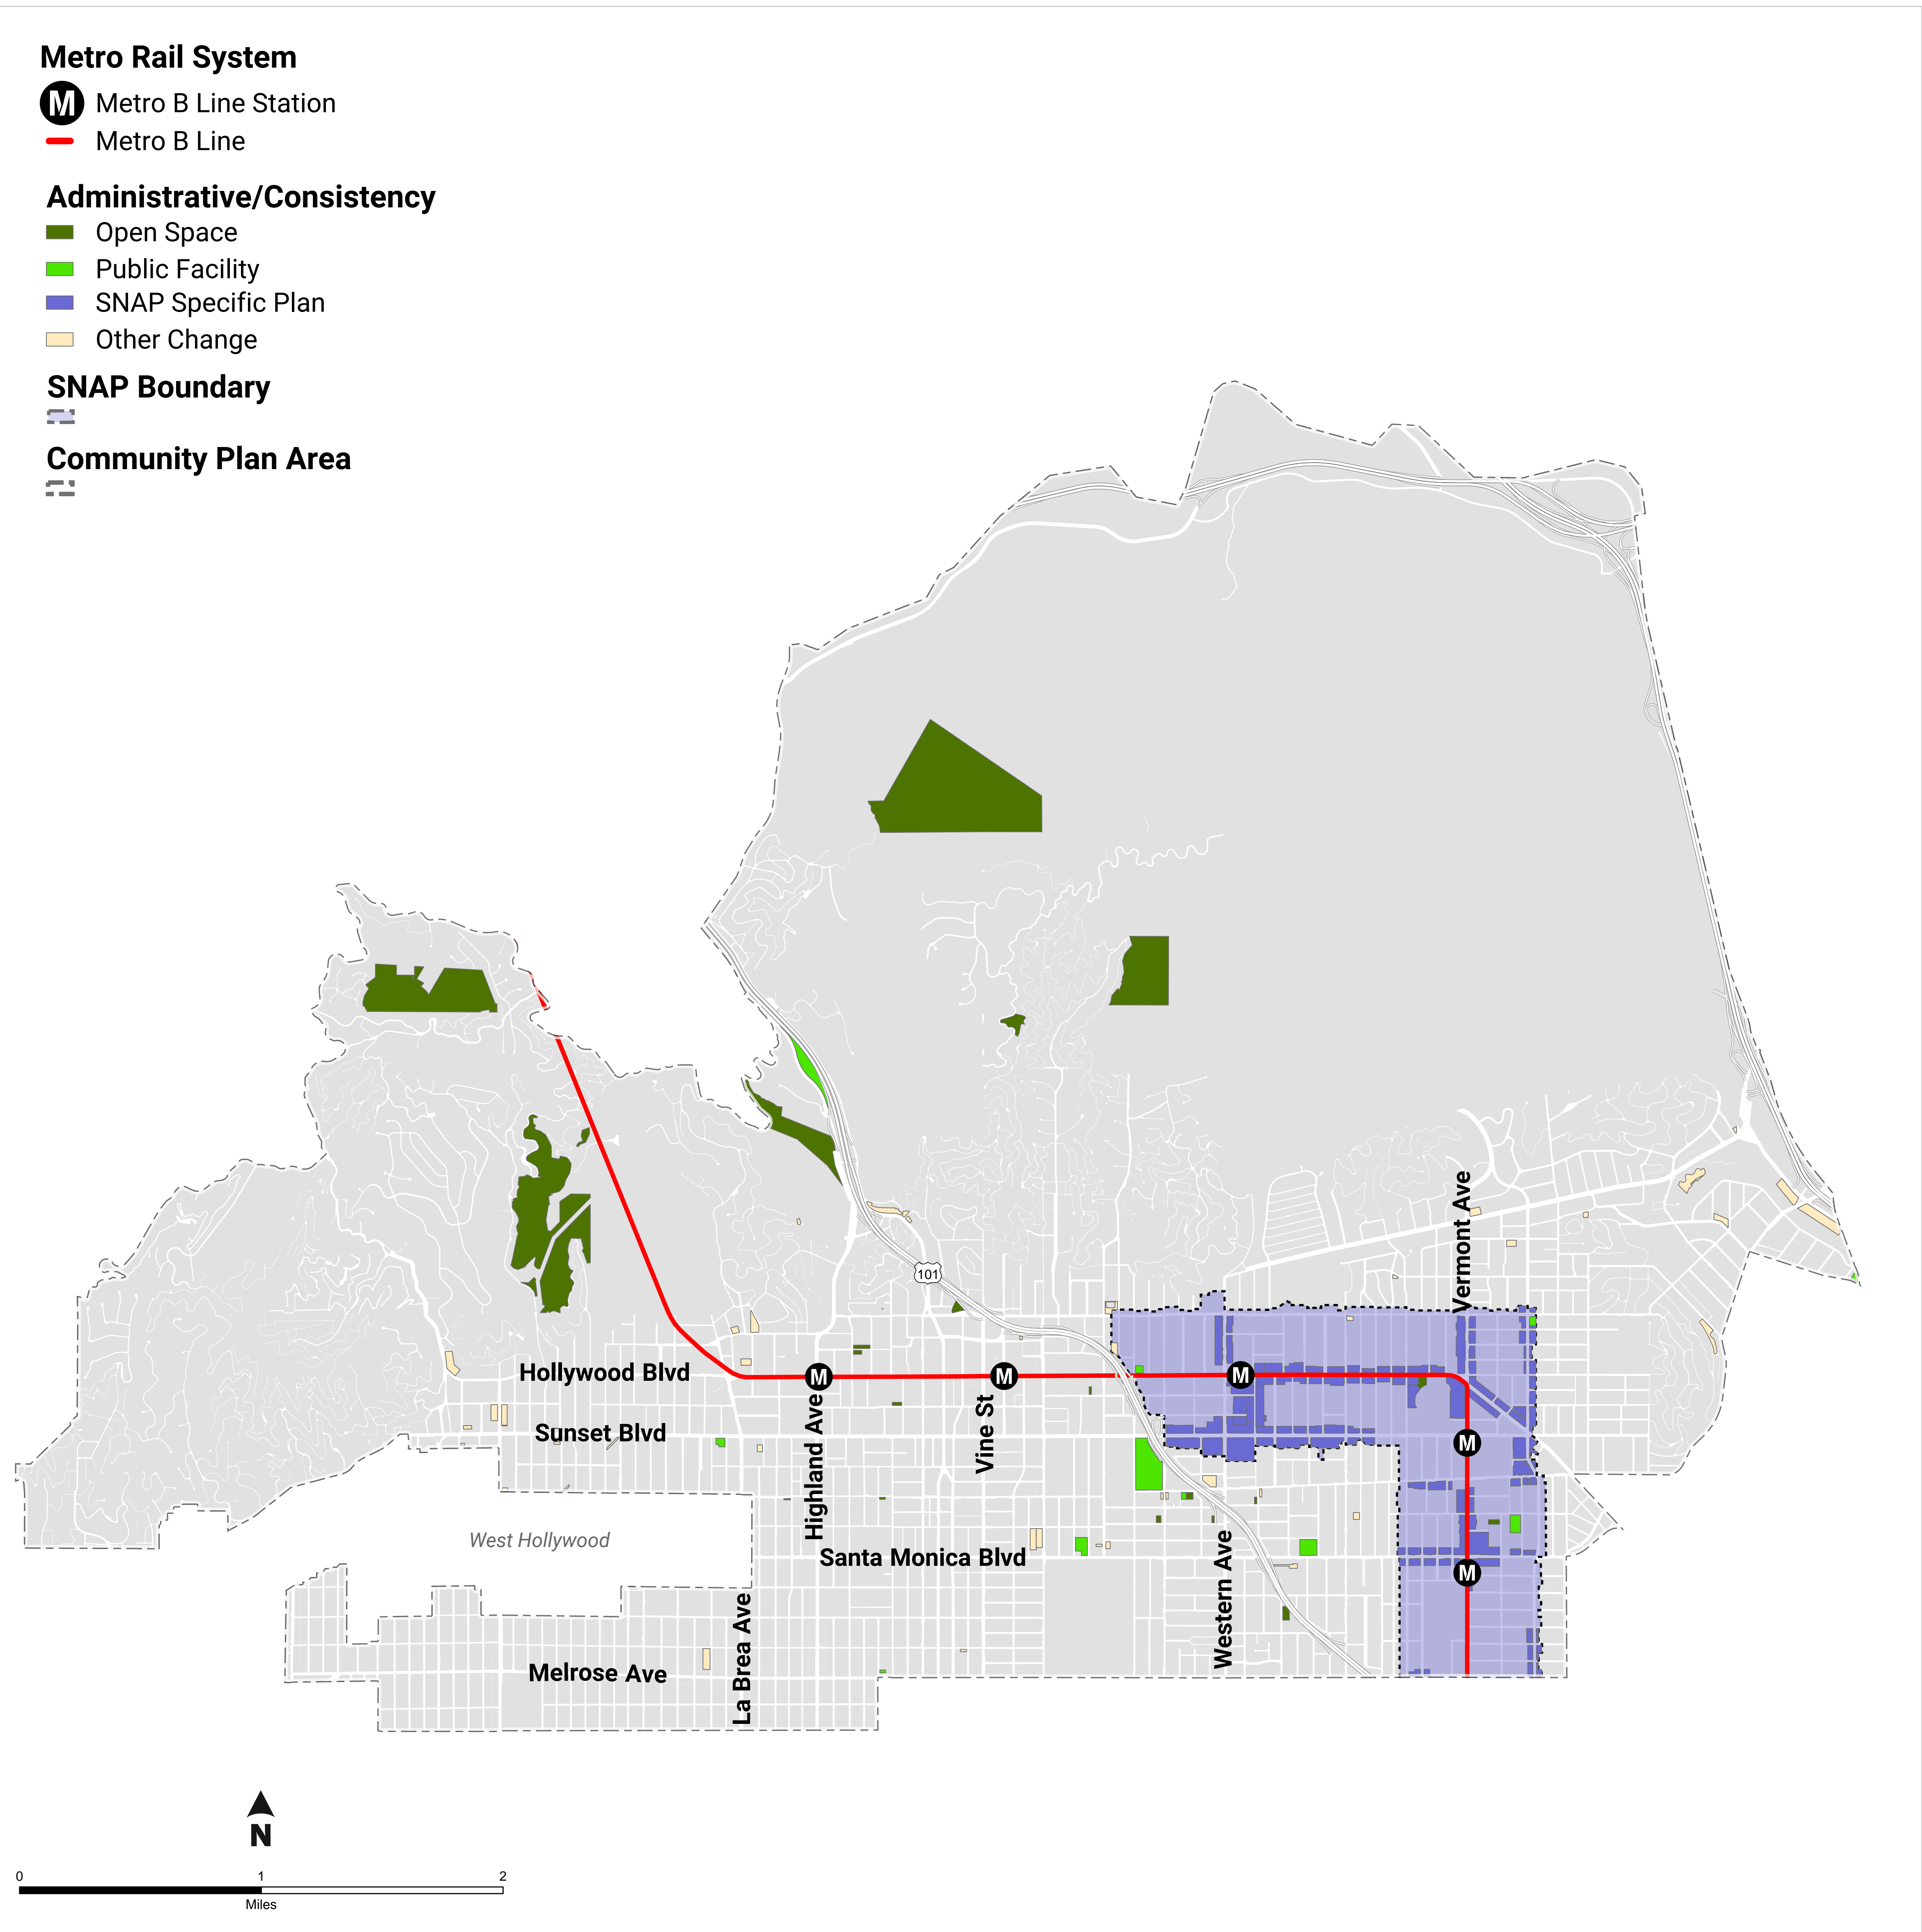 Metro Rail System
M Metro B Line Station
Metro B Line
Administrative/Consistency
Open Space
Public Facility
SNAP Specific Plan
Other Change
SNAP Boundary
Community Plan Area
Vermont Ave
101
Hollywood Blvd
M
M
M
Sunset Blvd
Highland Ave
Vine St
M
West Hollywood
Santa Monica Blvd
Western Ave
M
Melrose Ave
La Brea Ave
N
0 1 2
Miles